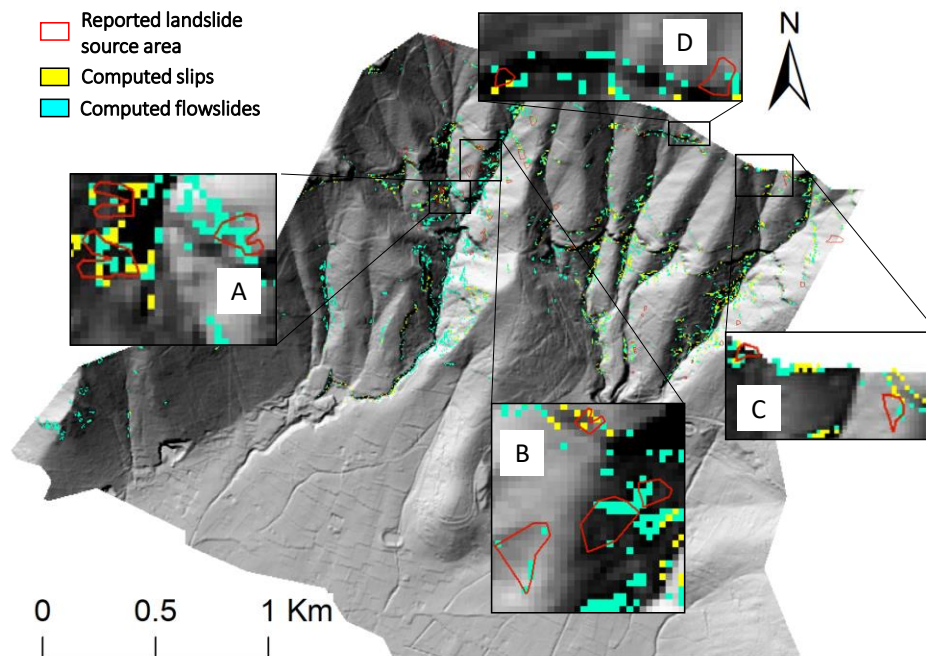 Reported landslide
source area
Computed slips
Computed flowslides
N
D
A
C
B
0 0.5 1 Km